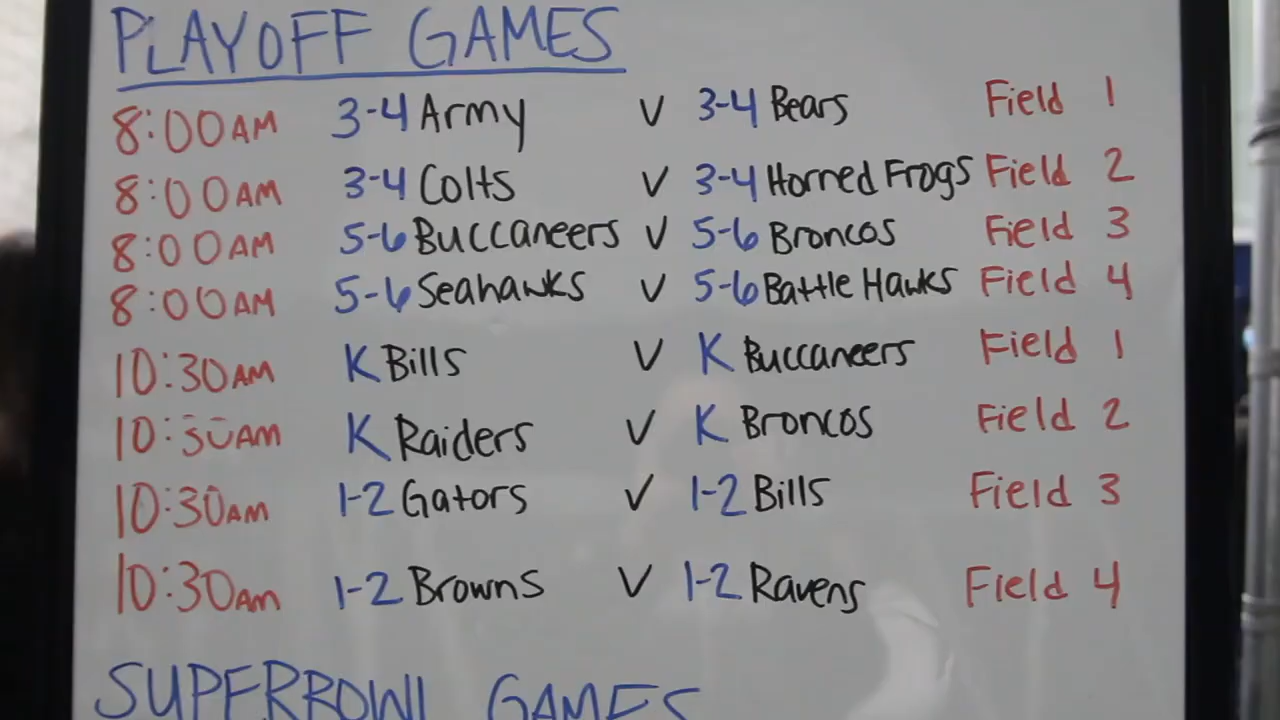 PLAYOFF GAMES
8:00AM 3-4 Army V 3-4 Bears Field 1
8:00AM 3-4 Colts V 3-4 Horned Frogs Field 2
8:00AM 5-6 Buccaneers V 5-6 Broncos Field 3
8:00AM 5-6 Seahawks V 5-6 Battle Hawks Field 4
10:30AM K Bills V K Buccaneers Field 1
10:30AM K Raiders V K Broncos Field 2
10:30AM 1-2 Gators V 1-2 Bills Field 3
10:30AM 1-2 Browns V 1-2 Ravens Field 4
SUPERBOWL GAMES